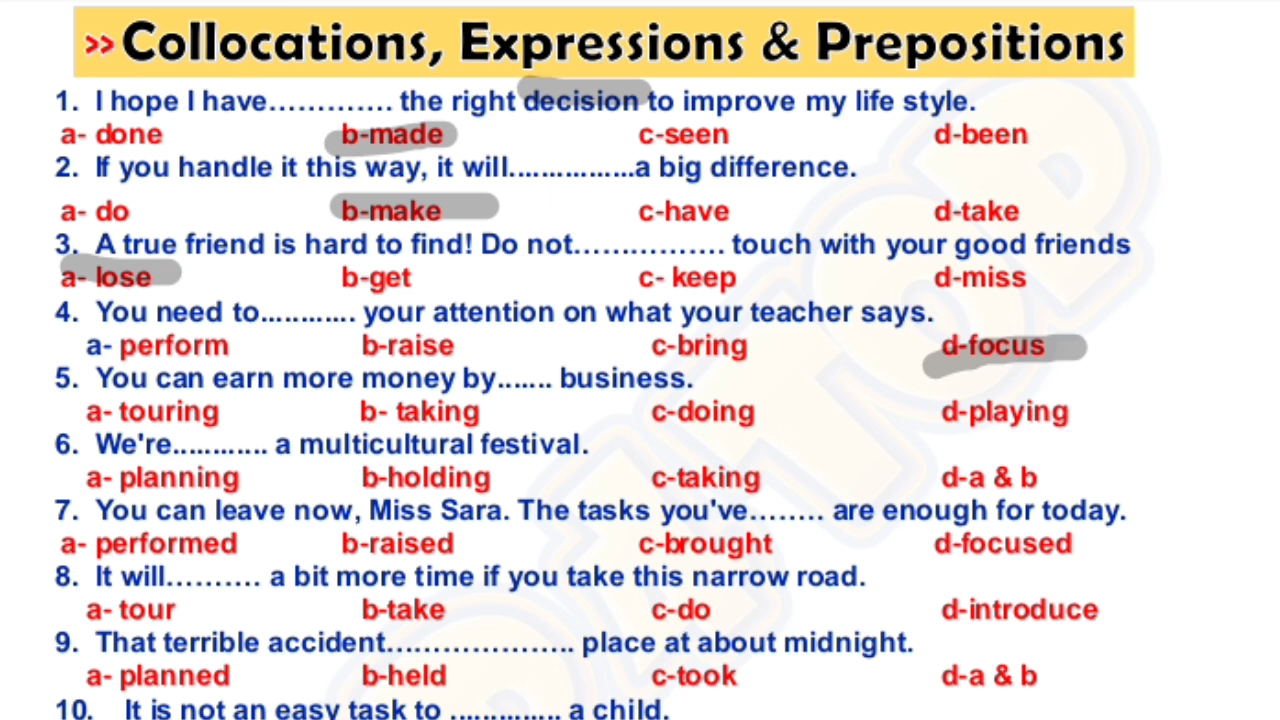 >> Collocations, Expressions & Prepositions
1. I hope I have............. the right decision to improve my life style.
a- done b-made c-seen d-been
2. If you handle it this way, it will................a big difference.
a- do b-make c-have d-take
3. A true friend is hard to find! Do not................ touch with your good friends
a- lose b-get c- keep d-miss
4. You need to............ your attention on what your teacher says.
a- perform b-raise c-bring d-focus
5. You can earn more money by....... business.
a- touring b- taking c-doing d-playing
6. We're............ a multicultural festival.
a- planning b-holding c-taking d-a & b
7. You can leave now, Miss Sara. The tasks you've........ are enough for today.
a- performed b-raised c-brought d-focused
8. It will.......... a bit more time if you take this narrow road.
a- tour b-take c-do d-introduce
9. That terrible accident.................... place at about midnight.
a- planned b-held c-took d-a & b
10. It is not an easy task to .............. a child.